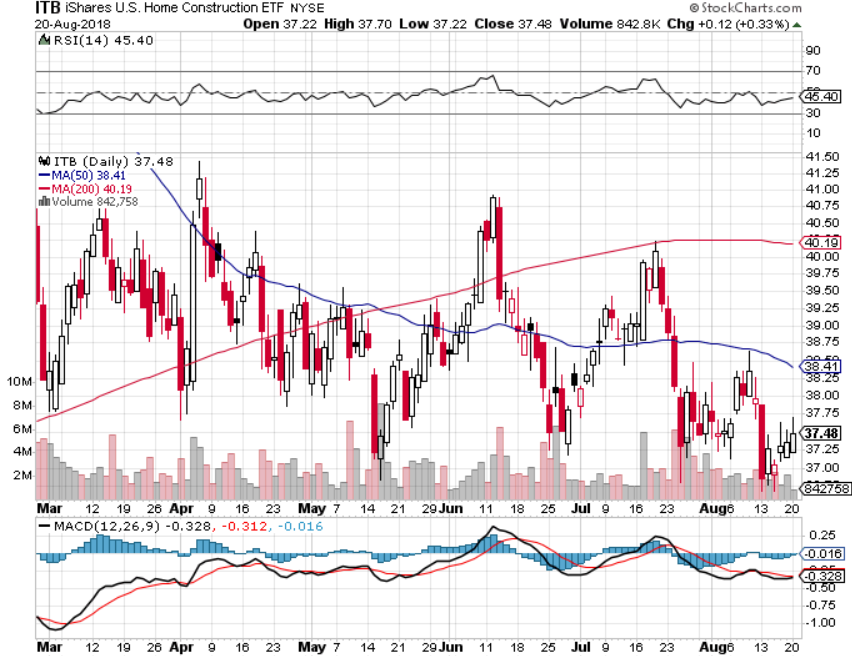 ITB iShares U.S. Home Construction ETF NYSE © StockCharts.com
20-Aug-2018 Open 37.22 High 37.70 Low 37.22 Close 37.48 Volume 842.8K Chg +0.12 (+0.33%)
RSI(14) 45.40
90
70
45.40
30
10
ITB (Daily) 37.48
MA(50) 38.41
MA(200) 40.19
Volume 842,758
41.50
41.25
41.00
40.75
40.50
40.19
40.00
39.75
39.50
39.25
39.00
38.75
38.41
38.25
38.00
37.75
37.48
37.25
37.00
842758
10M
8M
6M
4M
2M
Mar 12 19 26 Apr 9 16 23 May 7 14 21 29 Jun 11 18 25 Jul 9 16 23 Aug 6 13 20
MACD(12,26,9) -0.328, -0.312, -0.016
0.25
-0.016
-0.328
-0.50
-0.75
-1.00
Mar 12 19 26 Apr 9 16 23 May 7 14 21 29 Jun 11 18 25 Jul 9 16 23 Aug 6 13 20